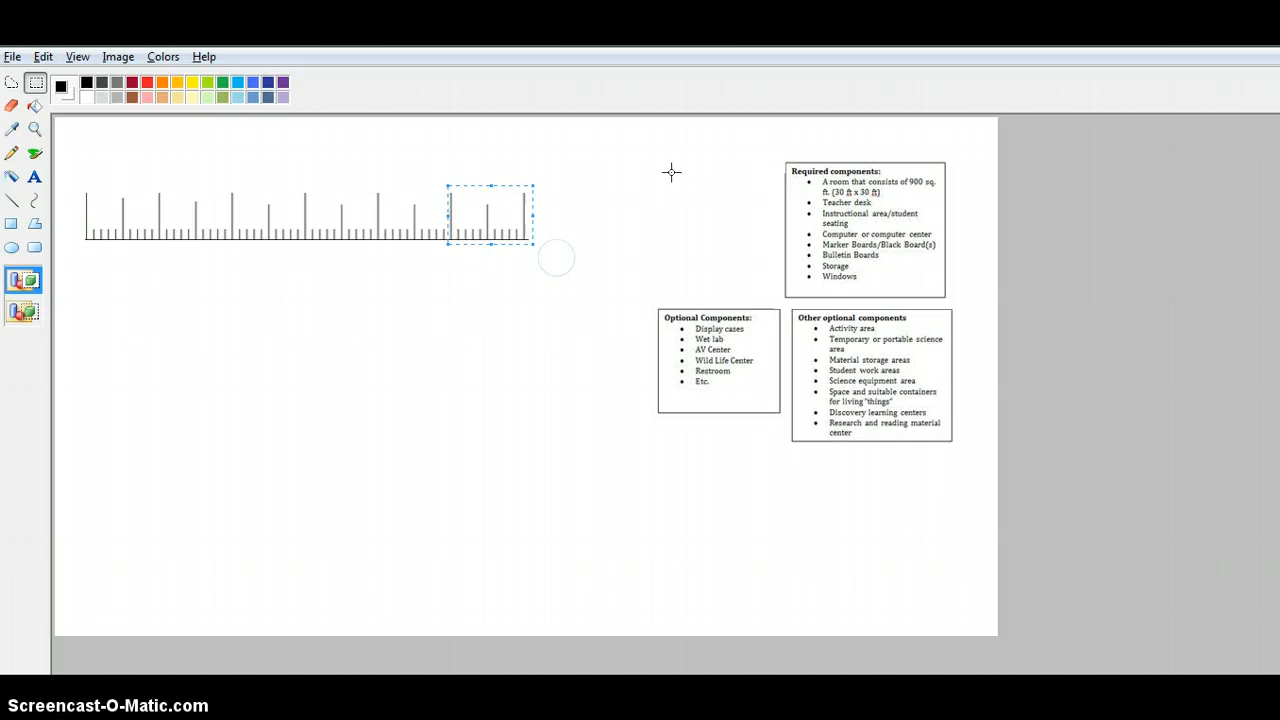 File Edit View Image Colors Help
Required components:
A room that consists of 900 sq.
ft. (30 ft x 30 ft)
Teacher desk
Instructional area/student
seating
Computer or computer center
Marker Boards/Black Board(s)
Bulletin Boards
Storage
Windows
Optional Components:
Display cases
Wet lab
AV Center
Wild Life Center
Restroom
Etc.
Other optional components
Activity area
Temporary or portable science
area
Material storage areas
Student work areas
Science equipment area
Space and suitable containers
for living "things"
Discovery learning centers
Research and reading material
center
Screencast-O-Matic.com